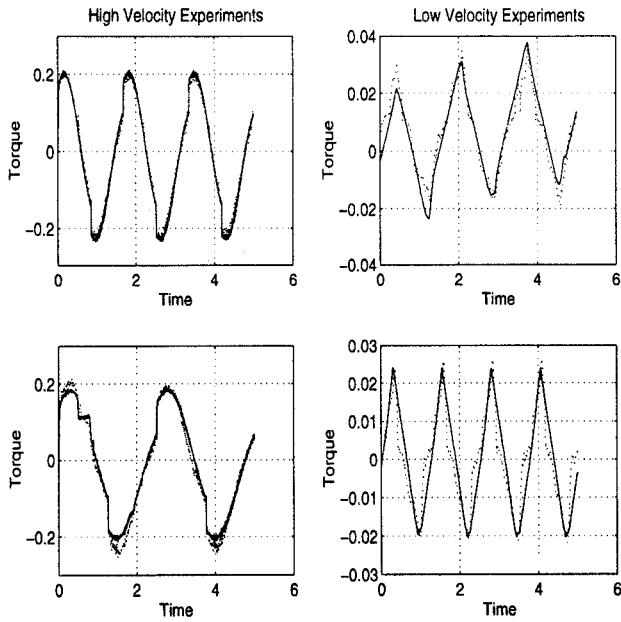 High Velocity Experiments
Low Velocity Experiments
0.2
0
−0.2
Torque
0 2 4 6
Time
0.04
0.02
0
−0.02
−0.04
Torque
0 2 4 6
Time
0.2
0
−0.2
Torque
0 2 4 6
Time
0.03
0.02
0.01
0
−0.01
−0.02
−0.03
Torque
0 2 4 6
Time